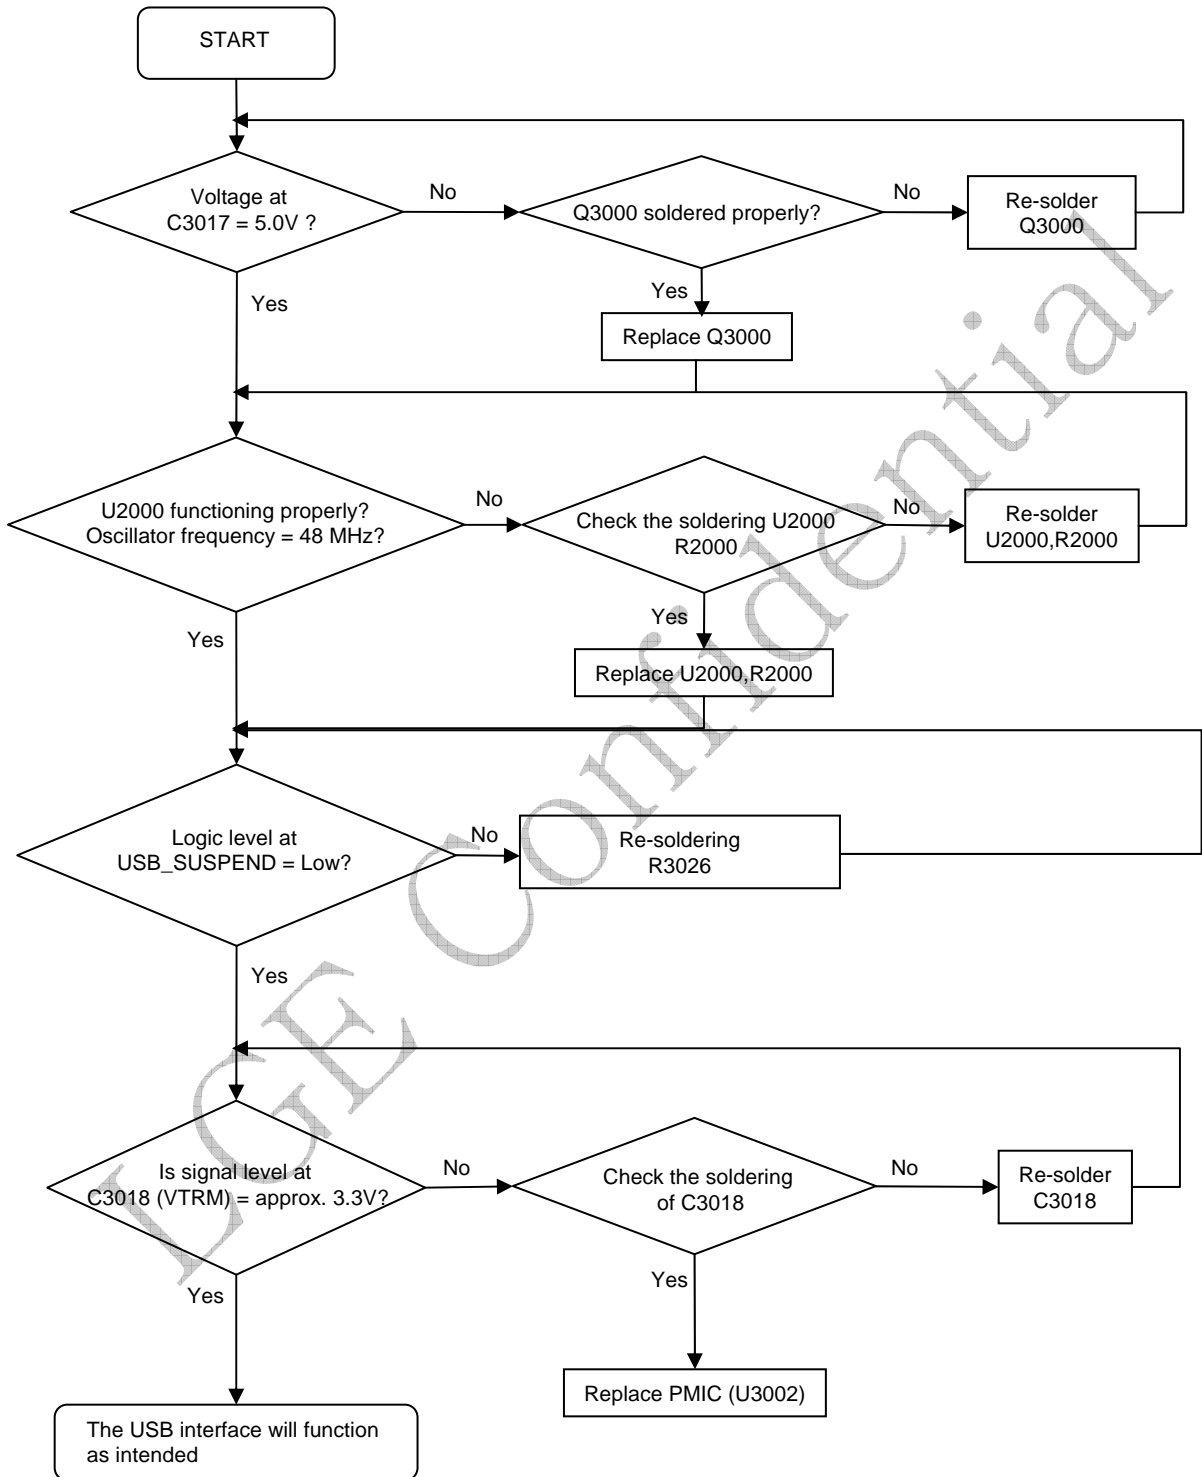 START
Voltage at
C3017 = 5.0V ?
No
Q3000 soldered properly?
No
Re-solder
Q3000
Yes
Yes
Replace Q3000
U2000 functioning properly?
Oscillator frequency = 48 MHz?
No
Check the soldering U2000
R2000
No
Re-solder
U2000,R2000
Yes
Yes
Replace U2000,R2000
Logic level at
USB_SUSPEND = Low?
No
Re-soldering
R3026
Yes
Is signal level at
C3018 (VTRM) = approx. 3.3V?
No
Check the soldering
of C3018
No
Re-solder
C3018
Yes
Yes
Replace PMIC (U3002)
The USB interface will function
as intended
LGE Confidential